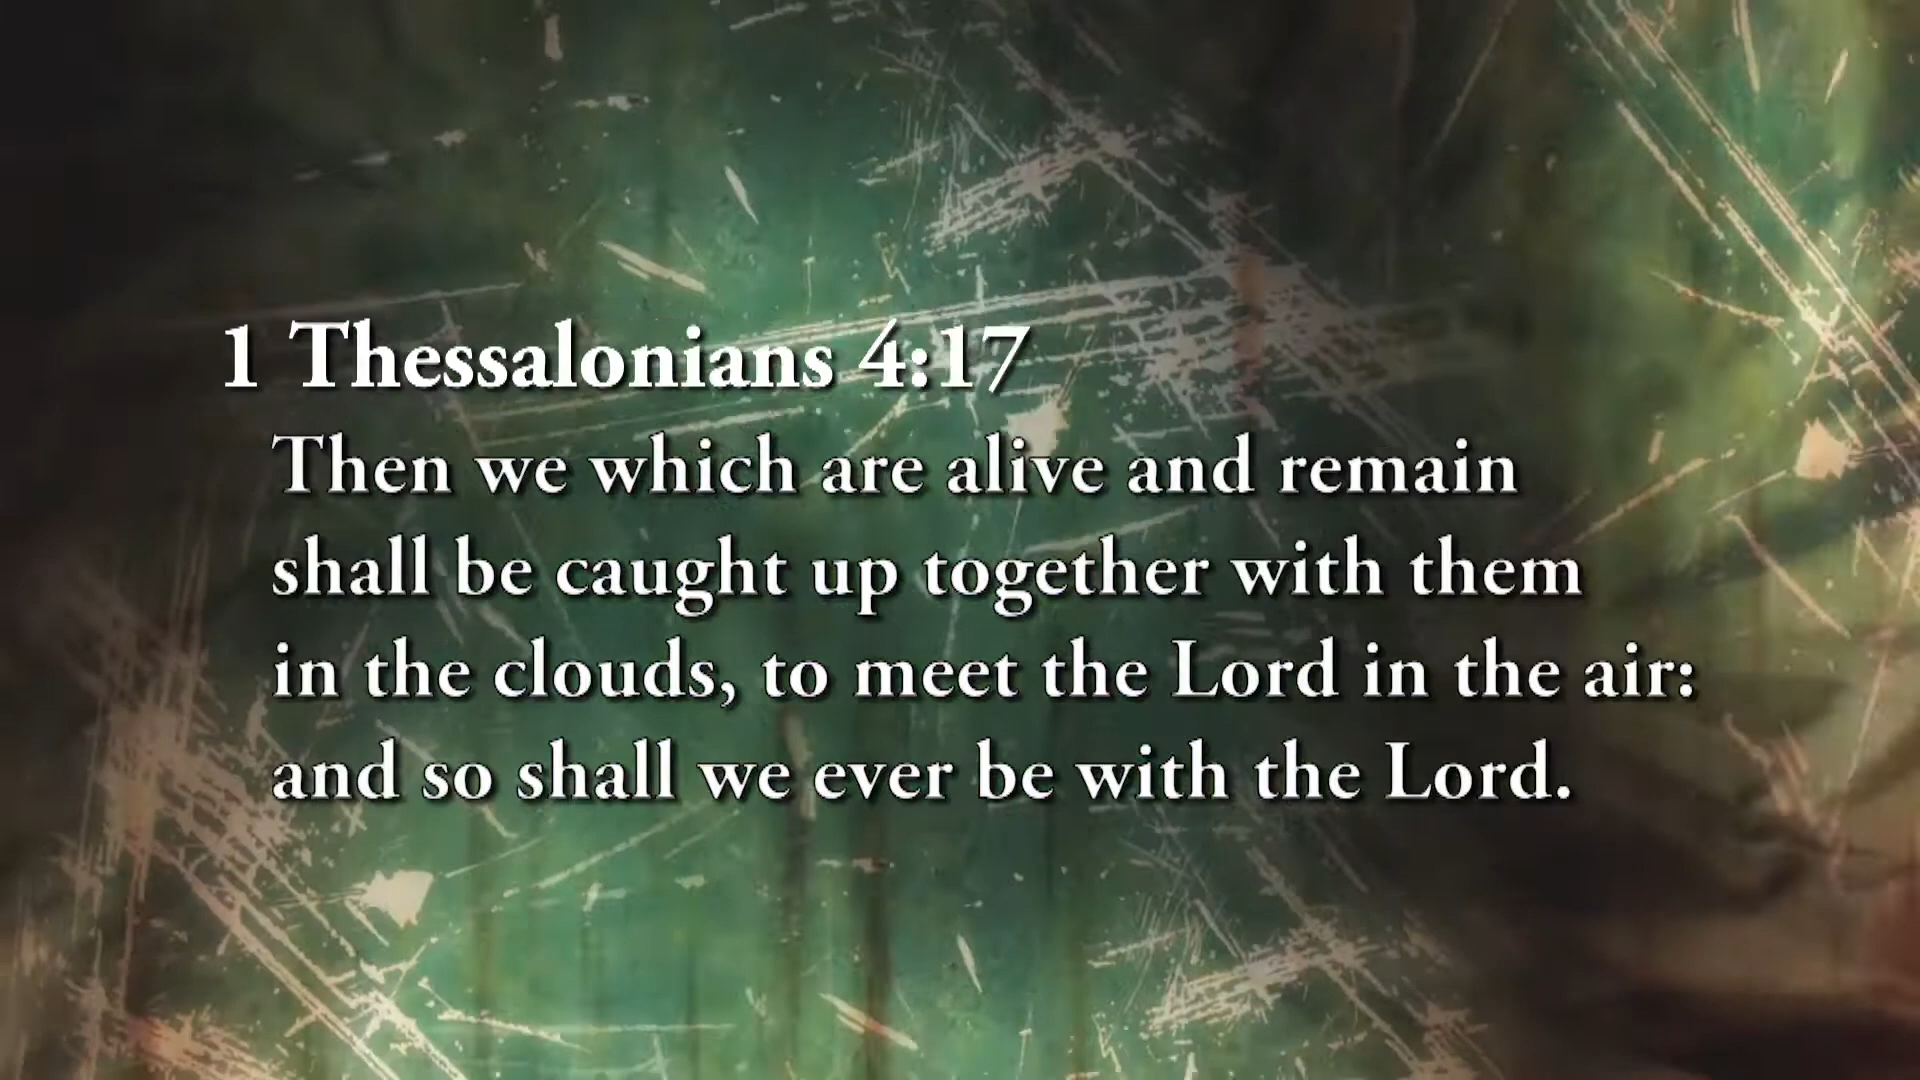 1 Thessalonians 4:17
Then we which are alive and remain
shall be caught up together with them
in the clouds, to meet the Lord in the air:
and so shall we ever be with the Lord.